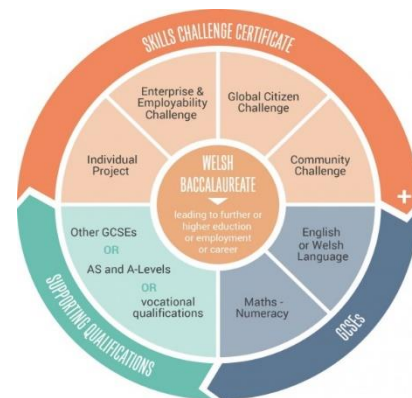 SKILLS CHALLENGE CERTIFICATE
Enterprise &
Employability
Challenge
Global Citizen
Challenge
Individual
Project
Community
Challenge
WELSH
BACCALAUREATE
leading to further or
higher eduction
or employment
or career
Other GCSEs
OR
AS and A-Levels
OR
vocational
qualifications
English
or Welsh
Language
Maths -
Numeracy
+
SUPPORTING QUALIFICATIONS
GCSEs